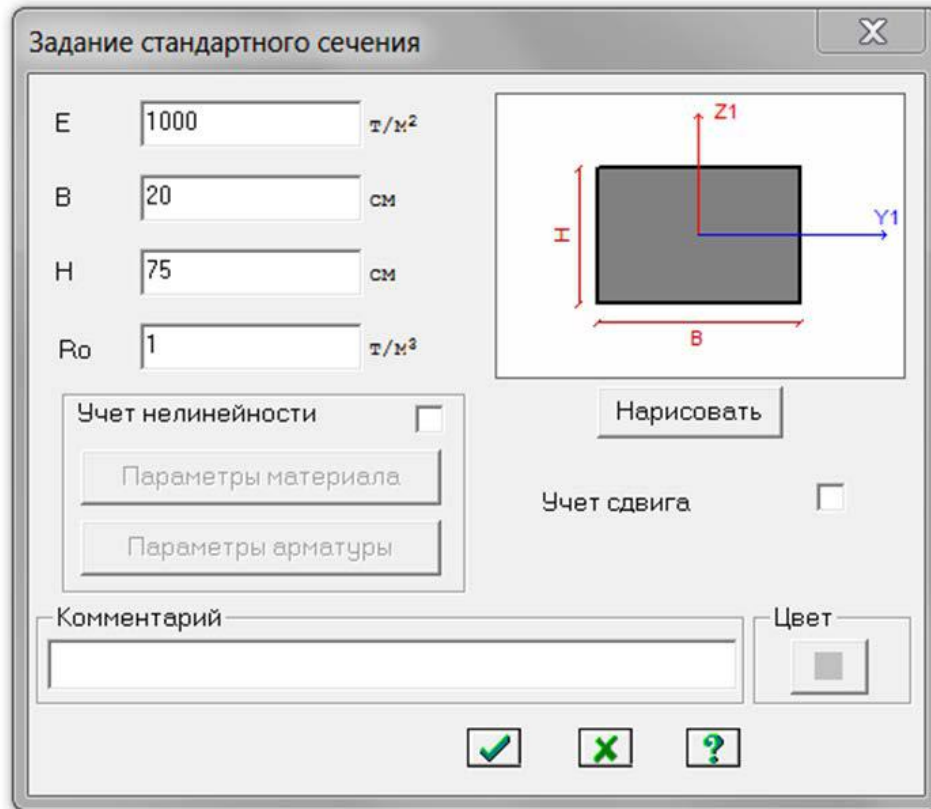 Задание стандартного сечения
E 1000 т/м²
B 20 см
H 75 см
Ro 1 т/м³
Z1
Y1
H
B
Учет нелинейности
Параметры материала
Параметры арматуры
Нарисовать
Учет сдвига
Комментарий
Цвет